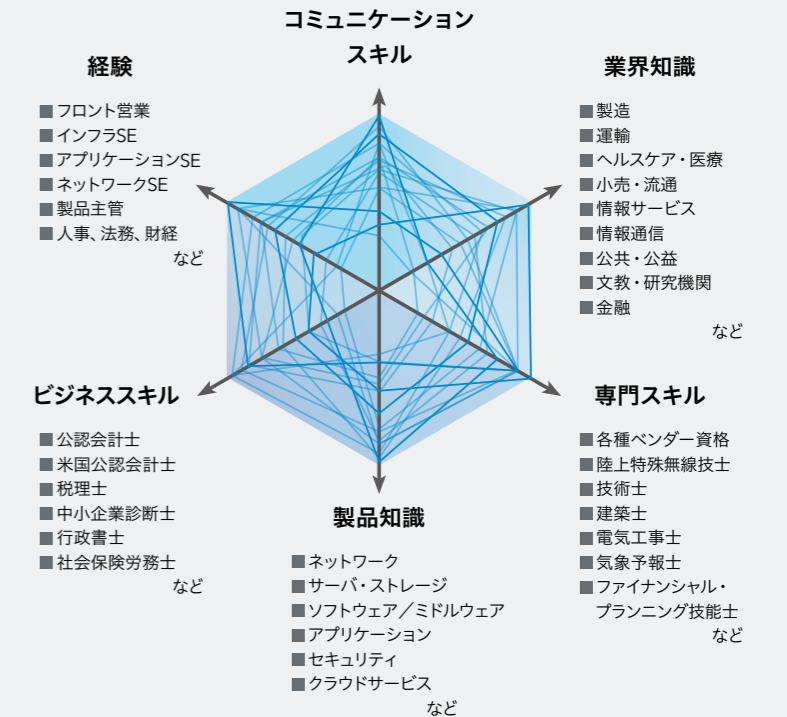 コミュニケーション
スキル
経験
■フロント営業
■インフラSE
■アプリケーションSE
■ネットワークSE
■製品主管
■人事、法務、財経
など
業界知識
■製造
■運輸
■ヘルスケア・医療
■小売・流通
■情報サービス
■情報通信
■公共・公益
■文教・研究機関
■金融
など
ビジネススキル
■公認会計士
■米国公認会計士
■税理士
■中小企業診断士
■行政書士
■社会保険労務士
など
製品知識
■ネットワーク
■サーバ・ストレージ
■ソフトウェア／ミドルウェア
■アプリケーション
■セキュリティ
■クラウドサービス
など
専門スキル
■各種ベンダー資格
■陸上特殊無線技士
■技術士
■建築士
■電気工事士
■気象予報士
■ファイナンシャル・
プランニング技能士
など